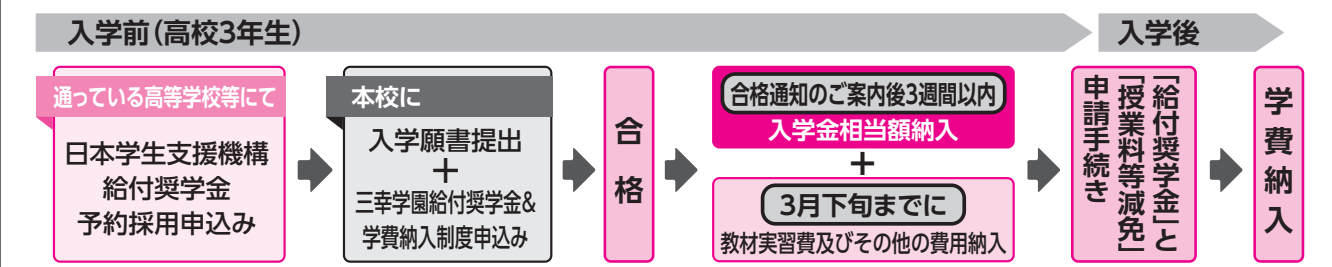 入学前(高校3年生)
入学後
通っている高等学校等にて
日本学生支援機構
給付奨学金
予約採用申込み
本校に
入学願書提出
+
三幸学園給付奨学金&
学費納入制度申込み
合格
合格通知のご案内後3週間以内
入学金相当額納入
+
3月下旬までに
教材実習費及びその他の費用納入
「給付奨学金」と
「授業料等減免」
申請手続き
学費納入